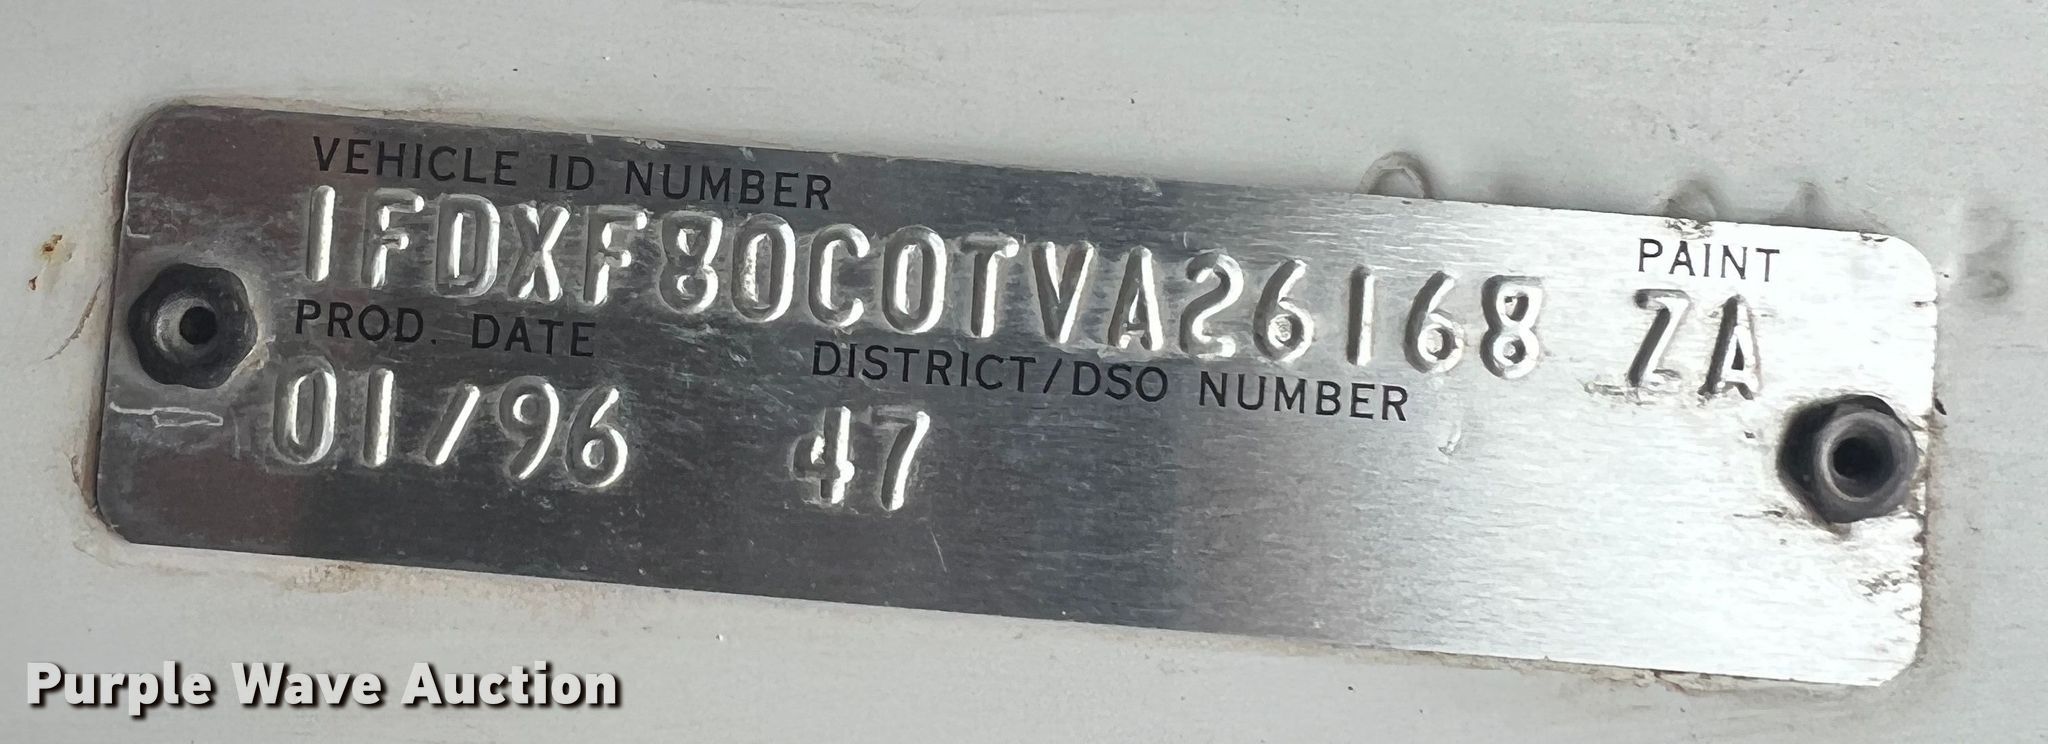 VEHICLE ID NUMBER
1FDXF80C0TVA26168
PAINT
ZA
PROD. DATE
01/96
DISTRICT/DSO NUMBER
47
Purple Wave Auction